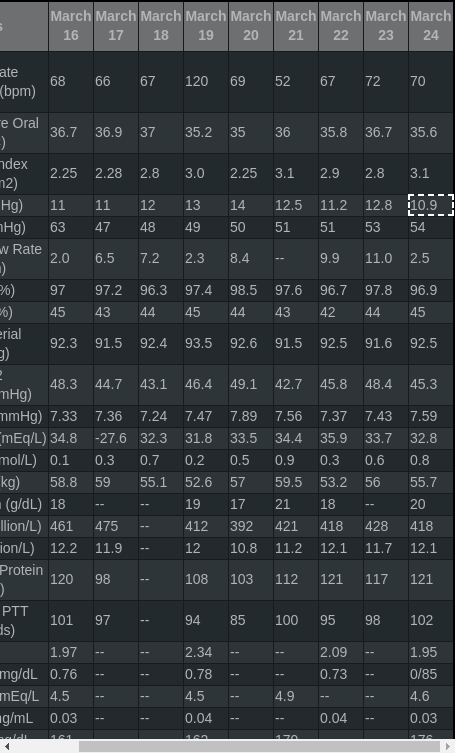 s March March March March March March March March March
16 17 18 19 20 21 22 23 24
ate
(bpm) 68 66 67 120 69 52 67 72 70
re Oral
) 36.7 36.9 37 35.2 35 36 35.8 36.7 35.6
ndex
m2) 2.25 2.28 2.8 3.0 2.25 3.1 2.9 2.8 3.1
Hg) 11 11 12 13 14 12.5 11.2 12.8 10.9
mHg) 63 47 48 49 50 51 51 53 54
w Rate
) 2.0 6.5 7.2 2.3 8.4 -- 9.9 11.0 2.5
%) 97 97.2 96.3 97.4 98.5 97.6 96.7 97.8 96.9
%) 45 43 44 45 44 43 42 44 45
erial
g) 92.3 91.5 92.4 93.5 92.6 91.5 92.5 91.6 92.5
2
mHg) 48.3 44.7 43.1 46.4 49.1 42.7 45.8 48.4 45.3
mmHg) 7.33 7.36 7.24 7.47 7.89 7.56 7.37 7.43 7.59
(mEq/L) 34.8 -27.6 32.3 31.8 33.5 34.4 35.9 33.7 32.8
mol/L) 0.1 0.3 0.7 0.2 0.5 0.9 0.3 0.6 0.8
(kg) 58.8 59 55.1 52.6 57 59.5 53.2 56 55.7
n (g/dL) 18 -- -- 19 17 21 18 -- 20
illion/L) 461 475 -- 412 392 421 418 428 418
ion/L) 12.2 11.9 -- 12 10.8 11.2 12.1 11.7 12.1
Protein
) 120 98 -- 108 103 112 121 117 121
PTT
ds) 101 97 -- 94 85 100 95 98 102
1.97 -- -- 2.34 -- -- 2.09 -- 1.95
mg/dL 0.76 -- -- 0.78 -- -- 0.73 -- 0/85
mEq/L 4.5 -- -- 4.5 -- 4.9 -- -- 4.6
ng/mL 0.03 -- -- 0.04 -- -- 0.04 -- 0.03